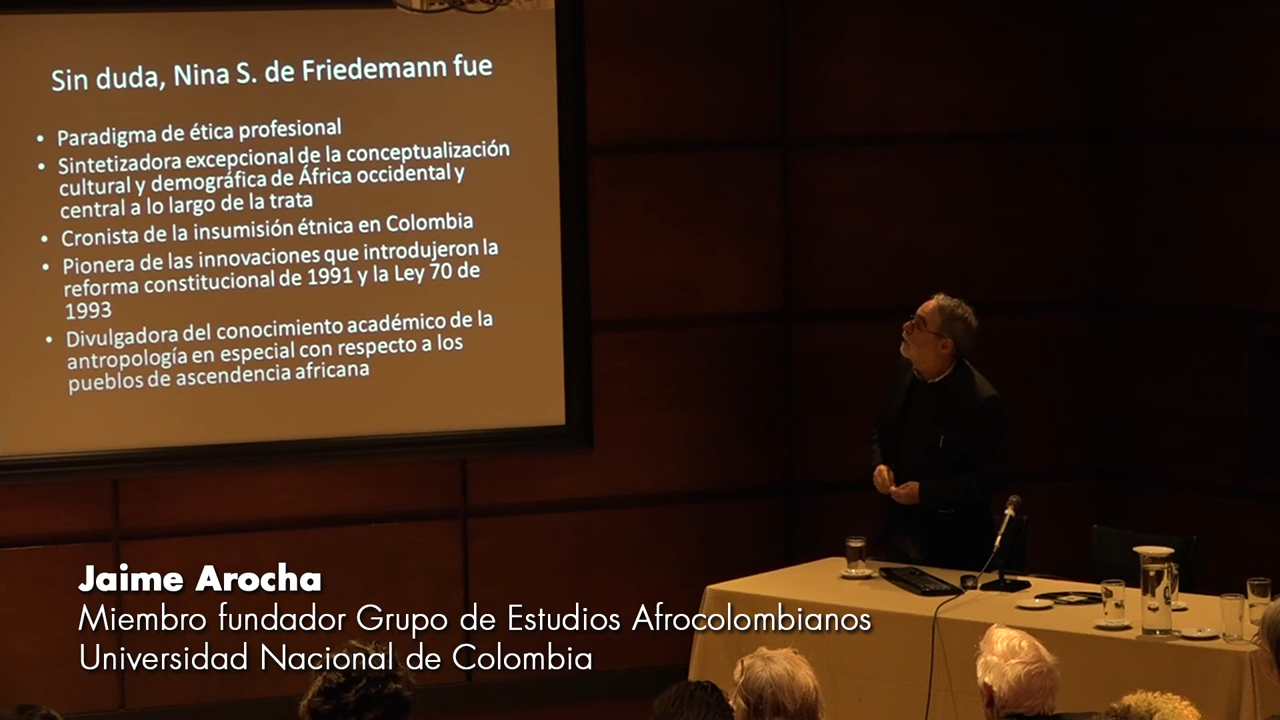 Sin duda, Nina S. de Friedemann fue
• Paradigma de ética profesional
• Sintetizadora excepcional de la conceptualización
cultural y demográfica de África occidental y
central a lo largo de la trata
• Cronista de la insumisión étnica en Colombia
• Pionera de las innovaciones que introdujeron la
reforma constitucional de 1991 y la Ley 70 de
1993
• Divulgadora del conocimiento académico de la
antropología en especial con respecto a los
pueblos de ascendencia africana
Jaime Arocha
Miembro fundador Grupo de Estudios Afrocolombianos
Universidad Nacional de Colombia